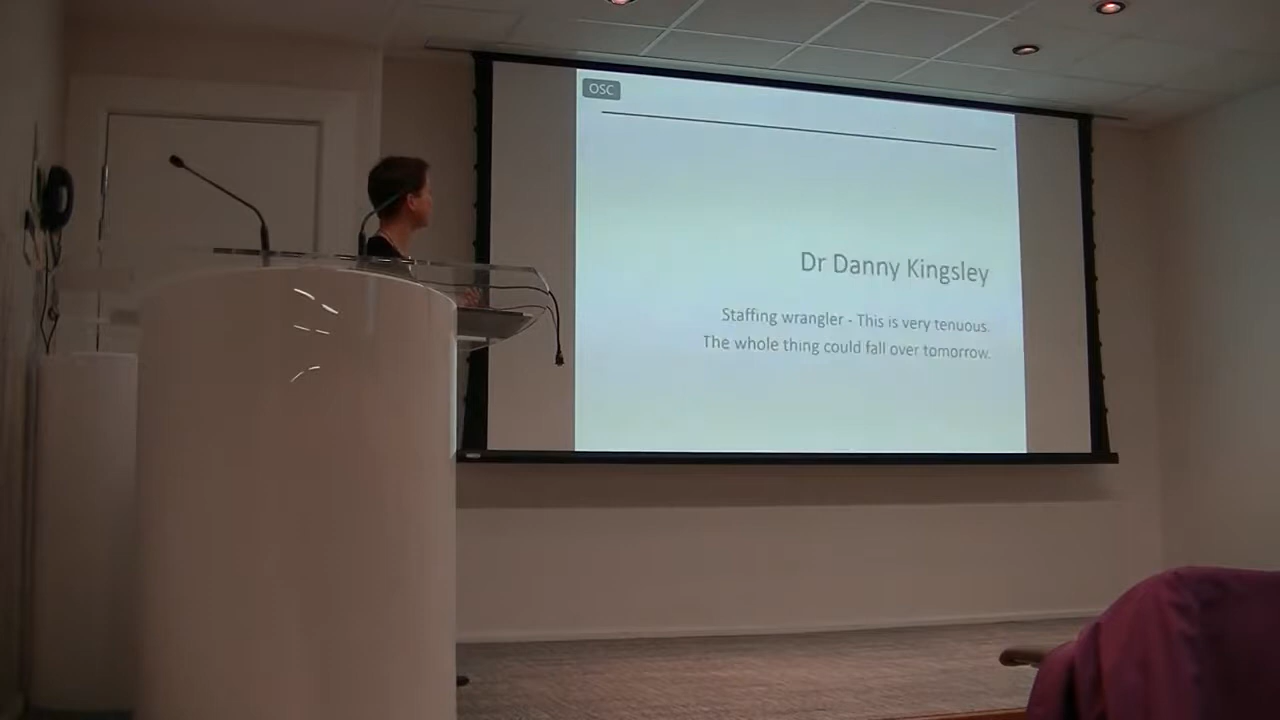 OSC
Dr Danny Kingsley
Staffing wrangler - This is very tenuous.
The whole thing could fall over tomorrow.